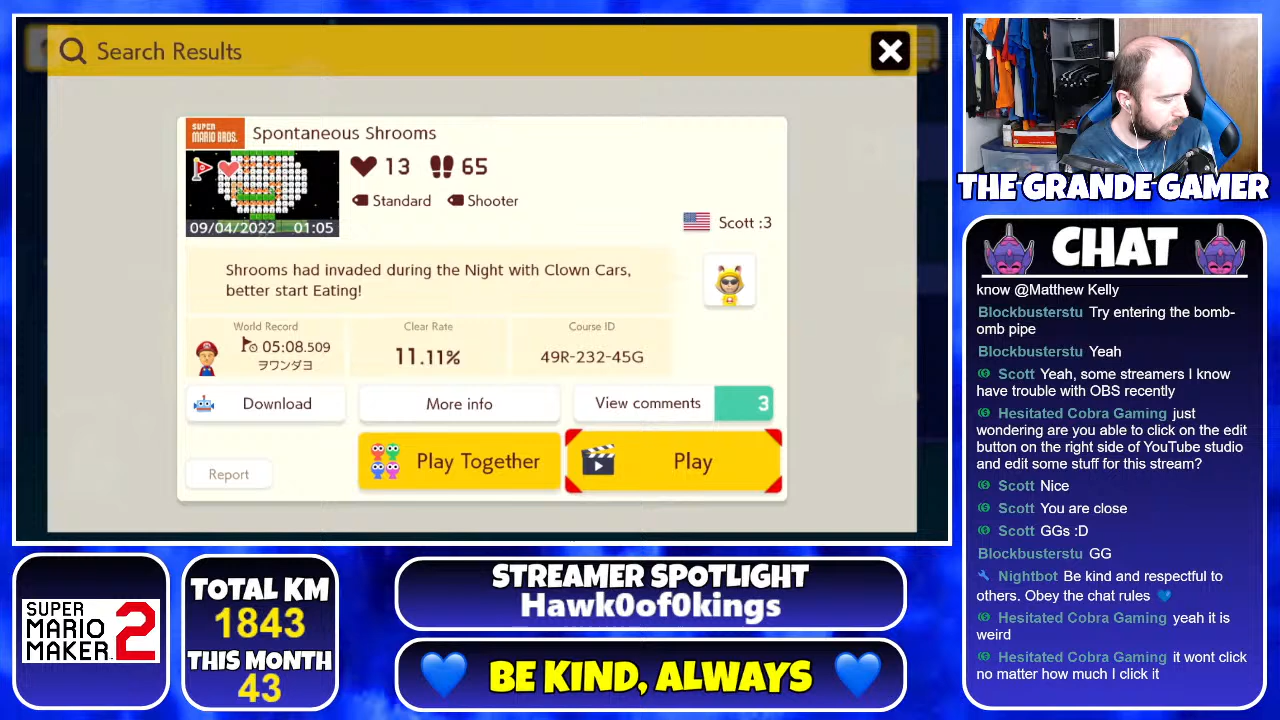 Search Results
SUPER
MARIO BROS.
Spontaneous Shrooms
13
65
Standard
Shooter
09/04/2022 01:05
Scott :3
Shrooms had invaded during the Night with Clown Cars,
better start Eating!
World Record
05:08.509
ヲワンダヨ
Clear Rate
11.11%
Course ID
49R-232-45G
Download
More info
View comments
3
Report
Play Together
Play
THE GRANDE GAMER
CHAT
know @Matthew Kelly
Blockbusterstu Try entering the bomb-
omb pipe
Blockbusterstu Yeah
Scott Yeah, some streamers I know
have trouble with OBS recently
Hesitated Cobra Gaming just
wondering are you able to click on the edit
button on the right side of YouTube studio
and edit some stuff for this stream?
Scott Nice
Scott You are close
Scott GGs :D
Blockbusterstu GG
Nightbot Be kind and respectful to
others. Obey the chat rules 💙
Hesitated Cobra Gaming yeah it is
weird
Hesitated Cobra Gaming it wont click
no matter how much I click it
SUPER
MARIO
MAKER 2
TOTAL KM
1843
THIS MONTH
43
STREAMER SPOTLIGHT
Hawk0of0kings
💙 BE KIND, ALWAYS 💙